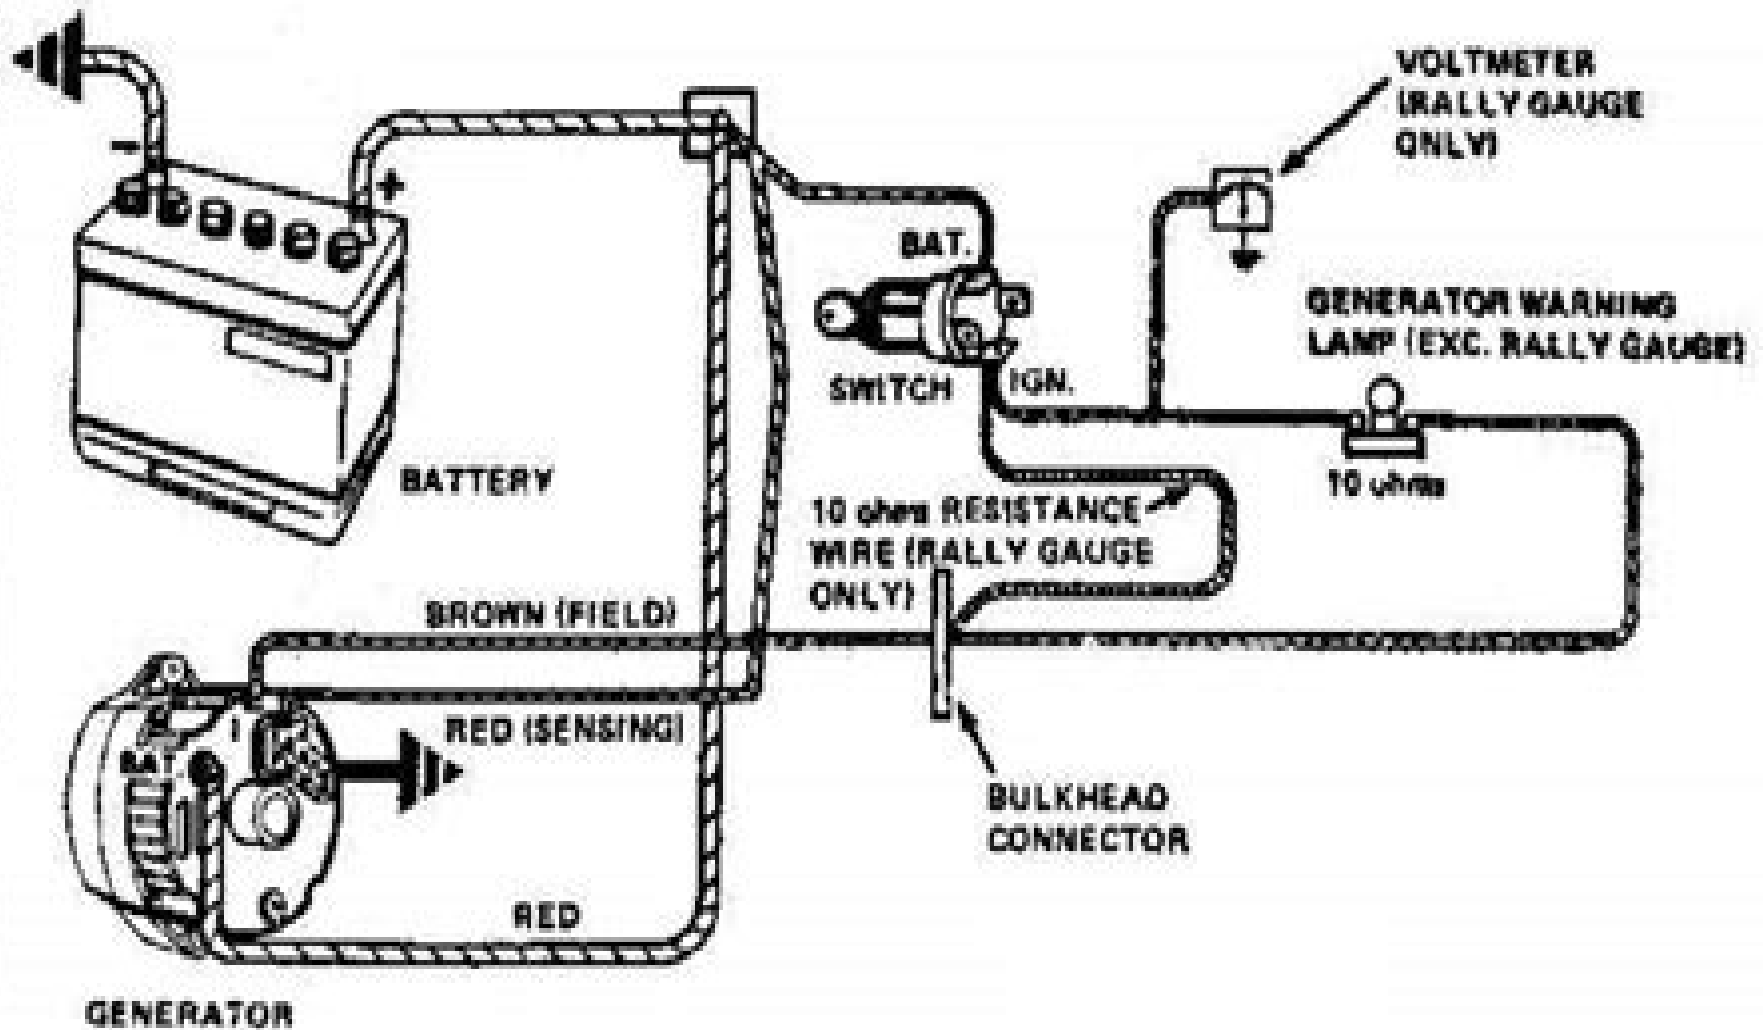 VOLTMETER
(RALLY GAUGE
ONLY)
-
+
BAT.
GENERATOR WARNING
LAMP (EXC. RALLY GAUGE)
SWITCH
IGN.
BATTERY
10 ohms
10 ohms RESISTANCE
WIRE (RALLY GAUGE
ONLY)
BROWN (FIELD)
RED (SENSING)
1
BAT.
BULKHEAD
CONNECTOR
RED
GENERATOR